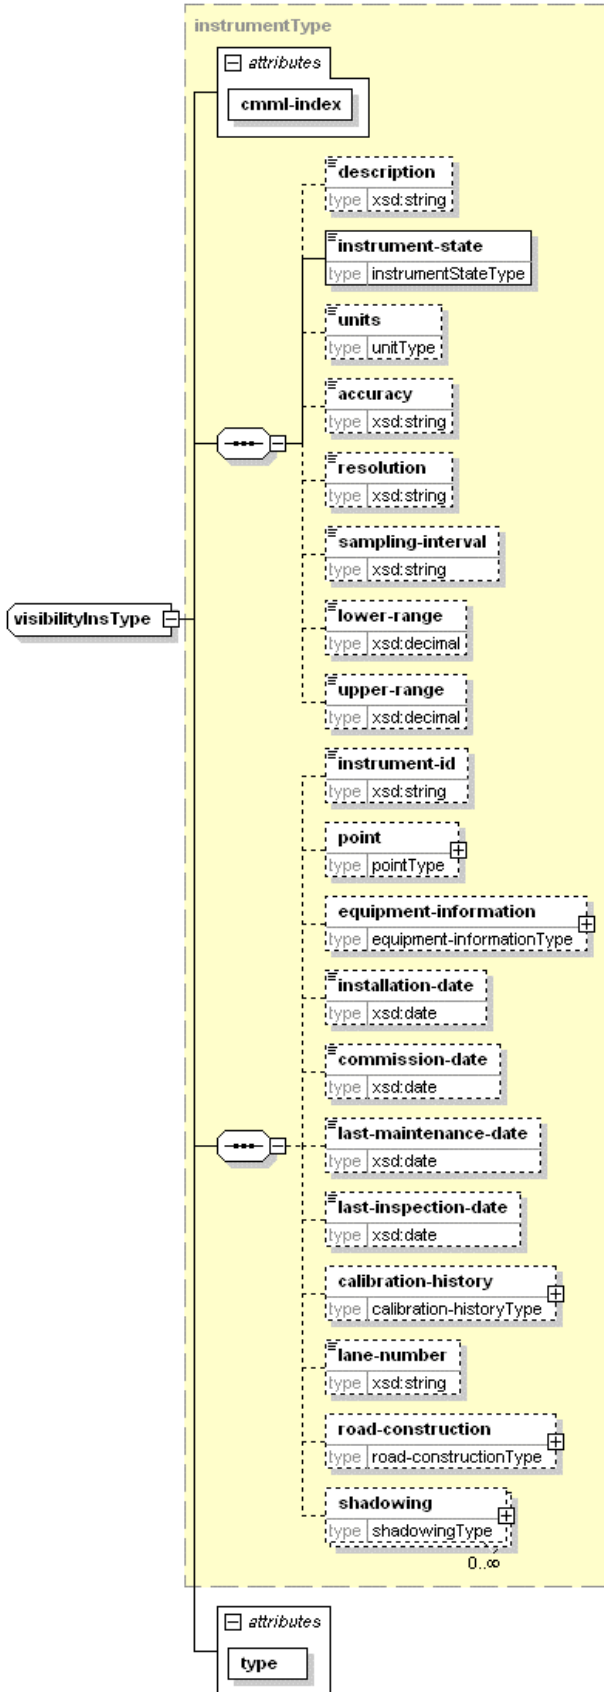 instrumentType
attributes
cmml-index
description
type xsd:string
instrument-state
type instrumentStateType
units
type unitType
accuracy
type xsd:string
resolution
type xsd:string
sampling-interval
type xsd:string
visibilityInsType
lower-range
type xsd:decimal
upper-range
type xsd:decimal
instrument-id
type xsd:string
point
type pointType
equipment-information
type equipment-informationType
installation-date
type xsd:date
commission-date
type xsd:date
last-maintenance-date
type xsd:date
last-inspection-date
type xsd:date
calibration-history
type calibration-historyType
lane-number
type xsd:string
road-construction
type road-constructionType
shadowing
type shadowingType
0..∞
attributes
type